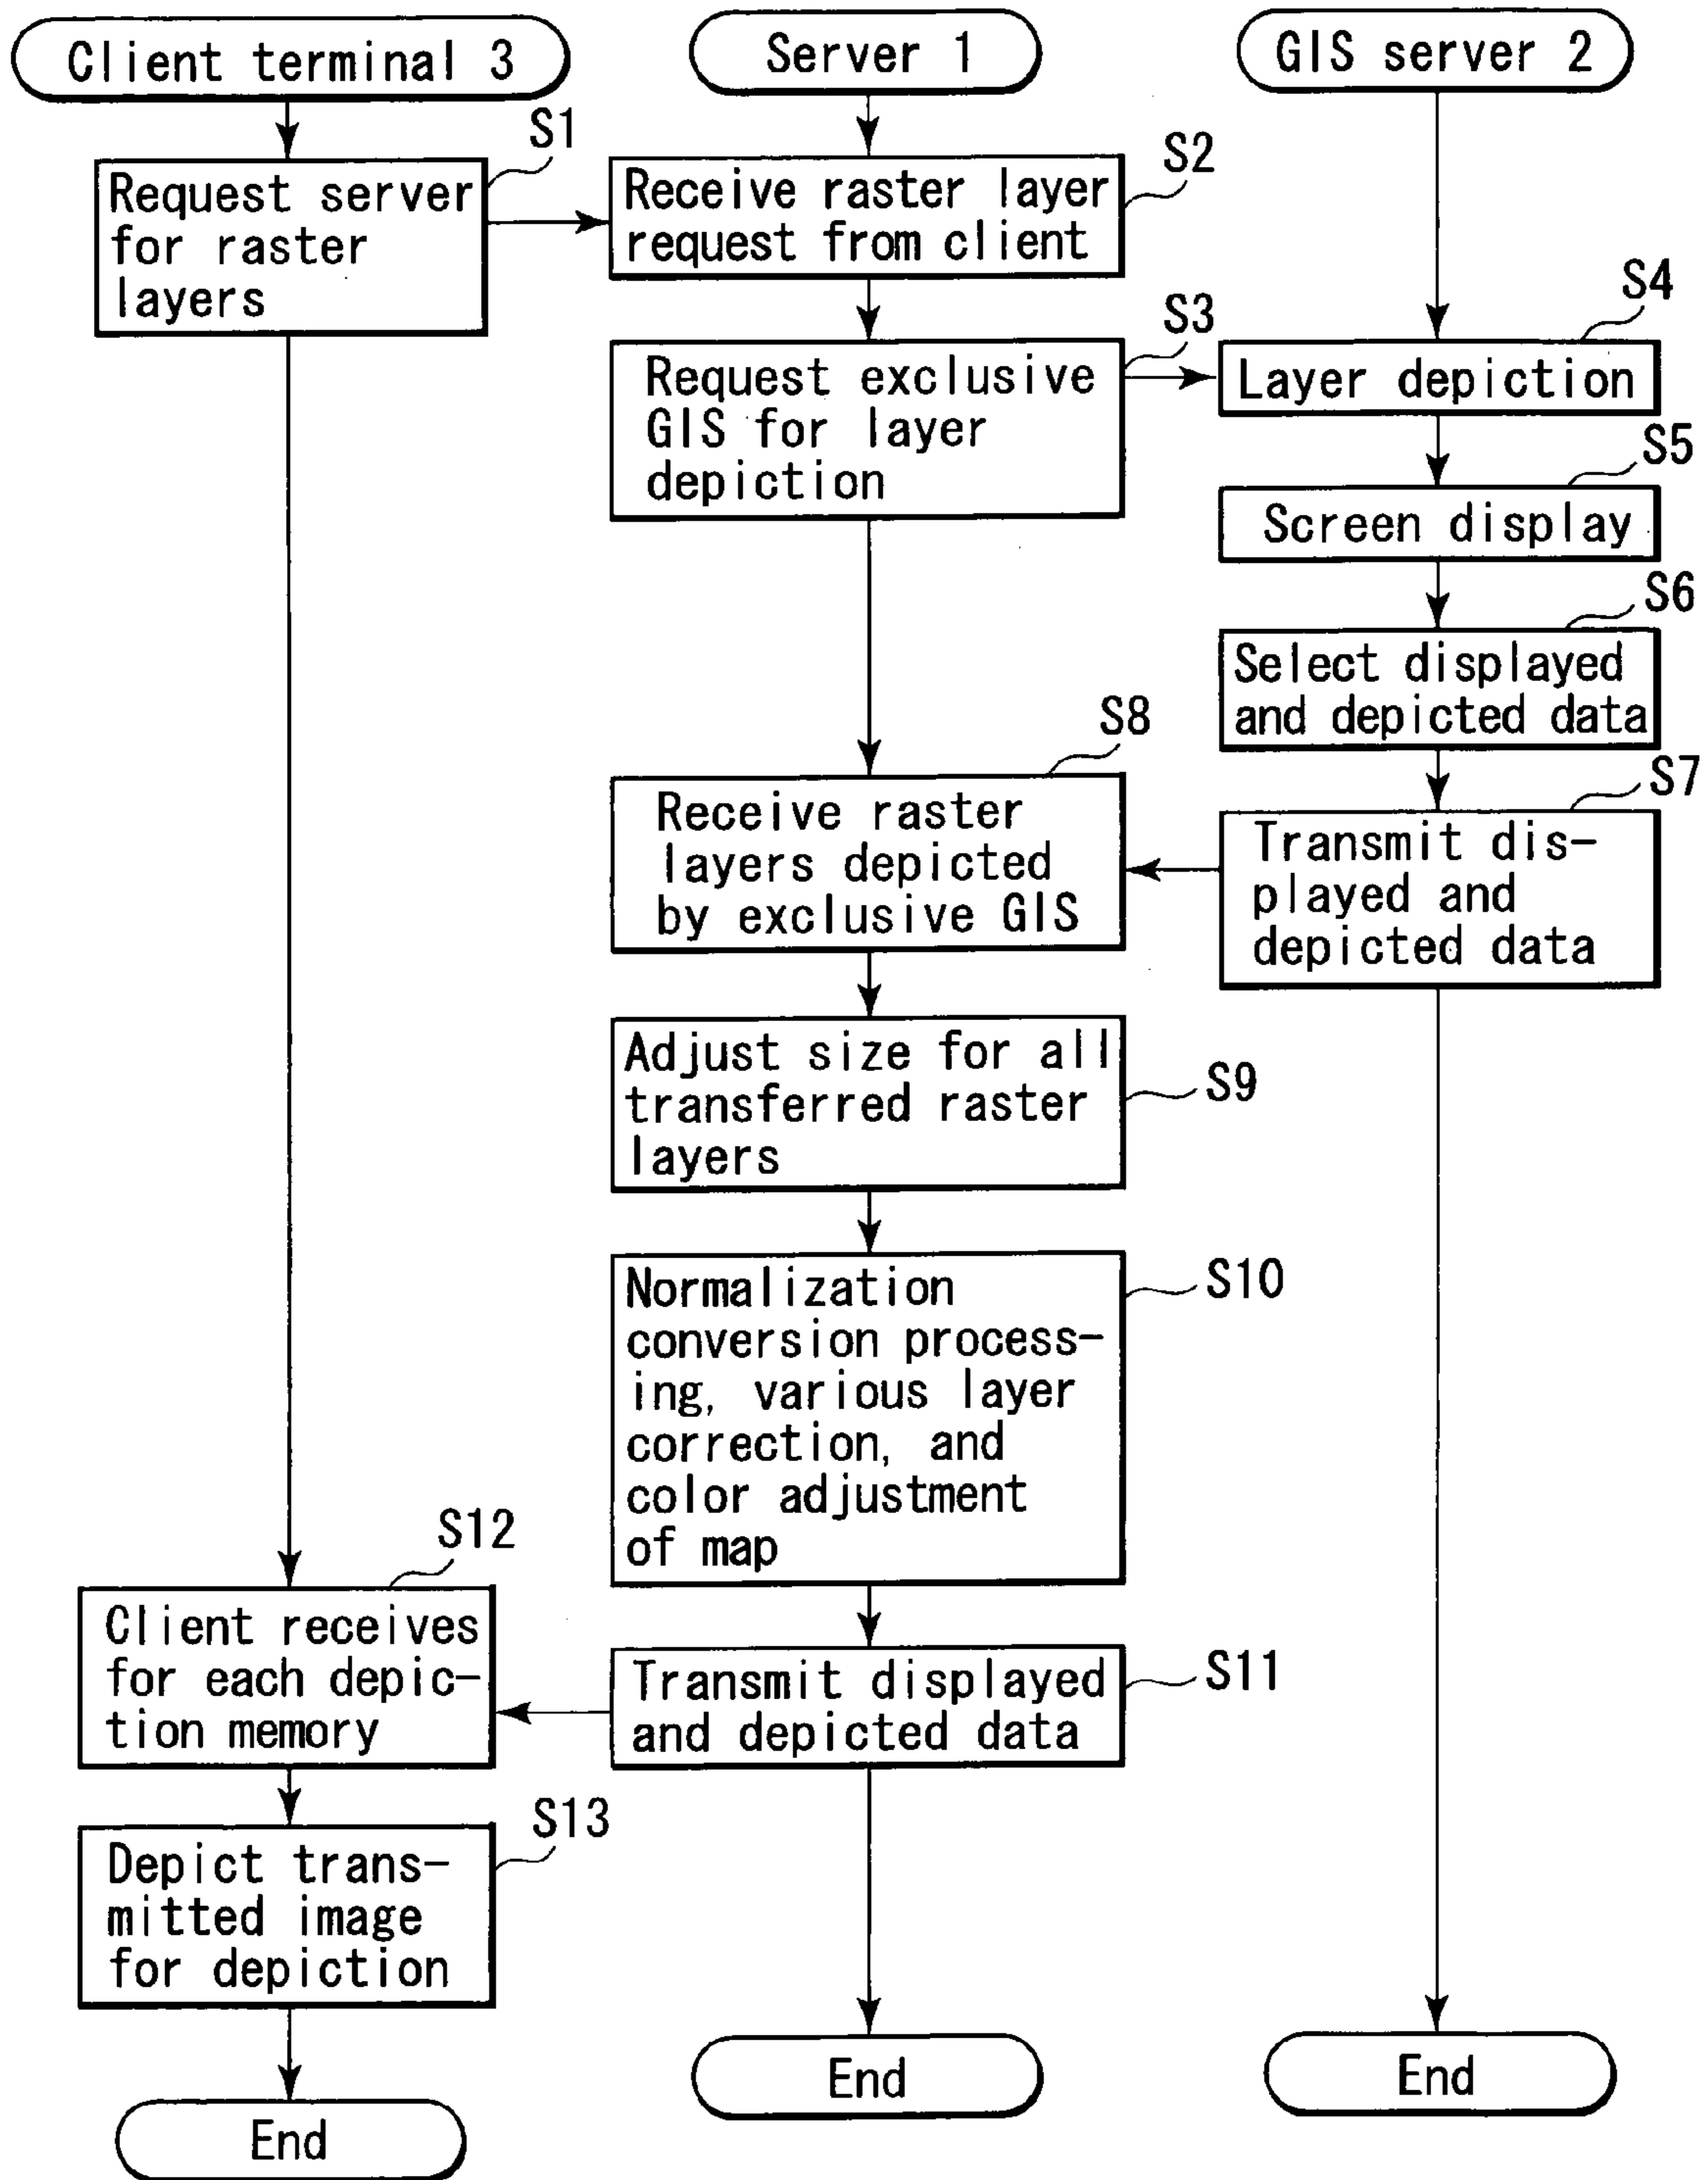 Client terminal 3
Server 1
GIS server 2
S1
Request server
for raster
layers
S2
Receive raster layer
request from client
S3
Request exclusive
GIS for layer
depiction
S4
Layer depiction
S5
Screen display
S6
Select displayed
and depicted data
S7
Transmit dis-
played and
depicted data
S8
Receive raster
layers depicted
by exclusive GIS
S9
Adjust size for all
transferred raster
layers
S10
Normalization
conversion process-
ing, various layer
correction, and
color adjustment
of map
S11
Transmit displayed
and depicted data
S12
Client receives
for each depic-
tion memory
S13
Depict trans-
mitted image
for depiction
End
End
End